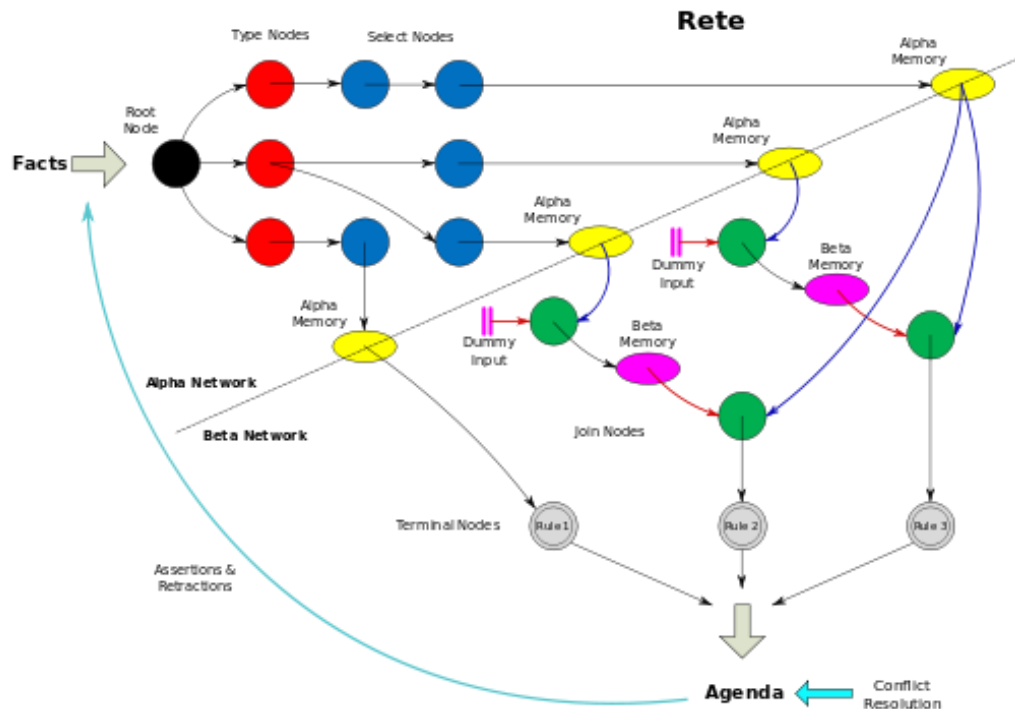 Rete
Type Nodes
Select Nodes
Alpha
Memory
Root
Node
Alpha
Memory
Facts
Alpha
Memory
Dummy
Input
Beta
Memory
Alpha
Memory
Dummy
Input
Beta
Memory
Alpha Network
Beta Network
Join Nodes
Terminal Nodes
Rule 1
Rule 2
Rule 3
Assertions &
Retractions
Agenda
Conflict
Resolution